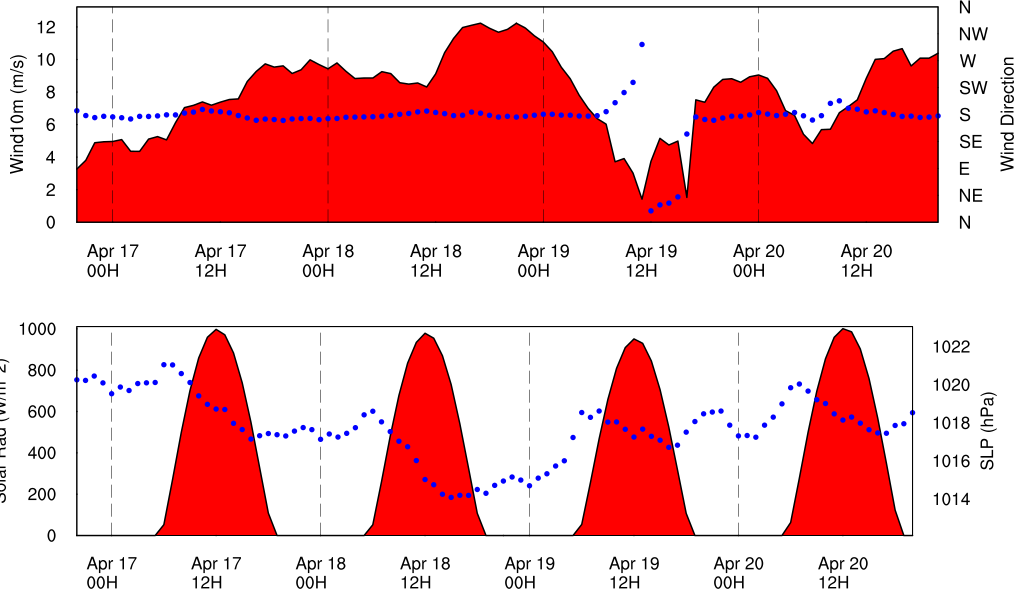 Wind10m (m/s)
12
10
8
6
4
2
0
N
NW
W
SW
S
SE
E
NE
N
Wind Direction
Apr 17 Apr 17 Apr 18 Apr 18 Apr 19 Apr 19 Apr 20 Apr 20
00H 12H 00H 12H 00H 12H 00H 12H
1000
800
600
400
200
0
1022
1020
1018
1016
1014
SLP (hPa)
Apr 17 Apr 17 Apr 18 Apr 18 Apr 19 Apr 19 Apr 20 Apr 20
00H 12H 00H 12H 00H 12H 00H 12H